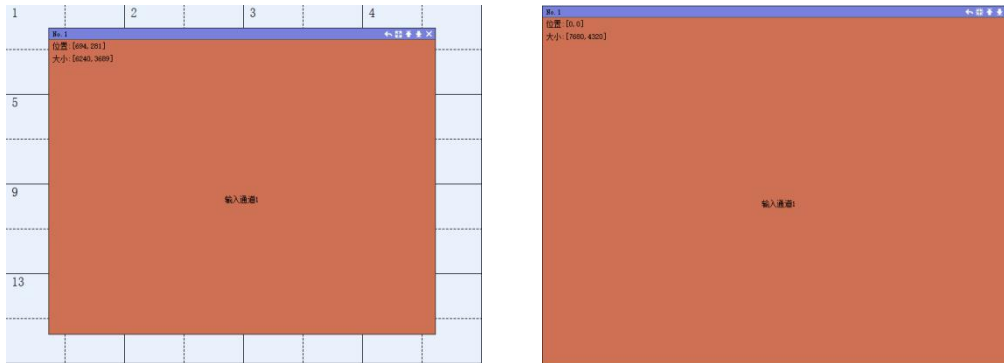 1 2 3 4
No.1
位置:[694,281]
大小:[6240,3689]
5
9
输入通道1
13
No.1
位置:[0,0]
大小:[7680,4320]
输入通道1